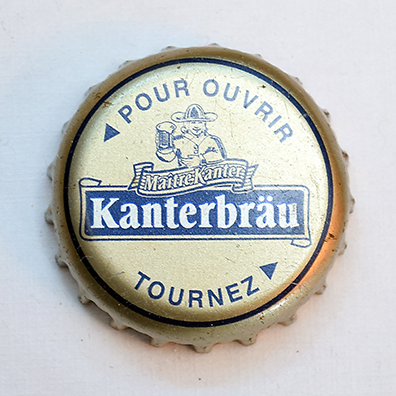 POUR OUVRIR
Maître Kanter
Kanterbräu
TOURNEZ